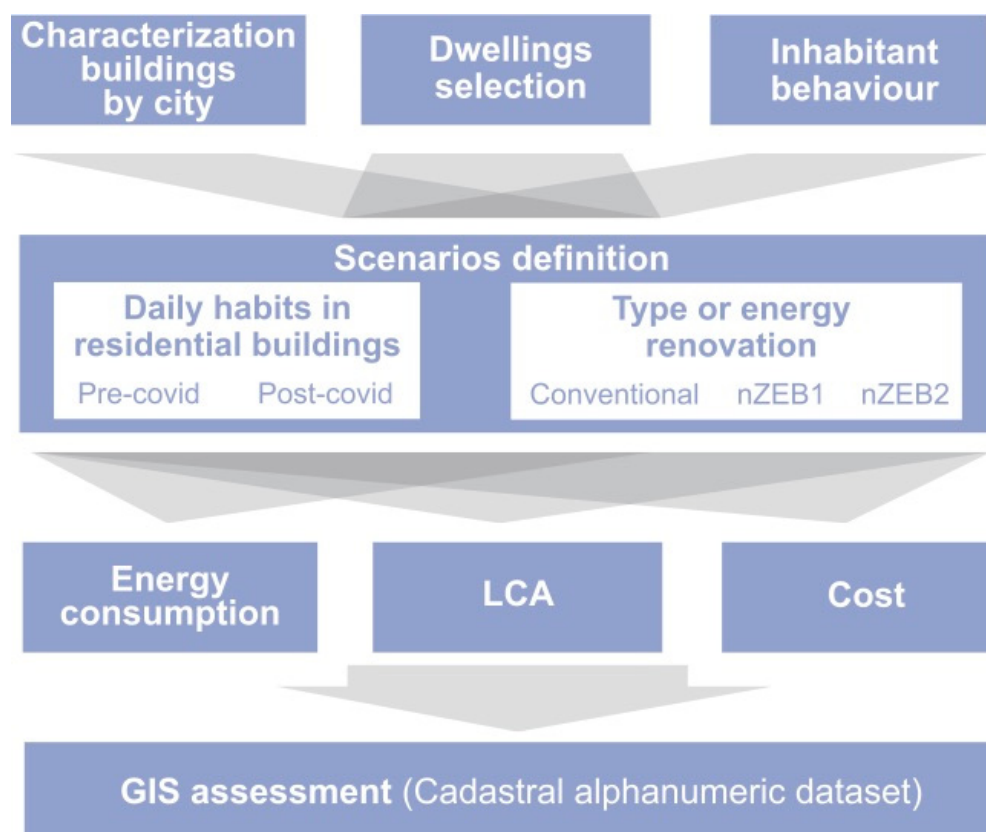 Characterization
buildings
by city
Dwellings
selection
Inhabitant
behaviour
Scenarios definition
Daily habits in
residential buildings
Pre-covid Post-covid
Type or energy
renovation
Conventional nZEB1 nZEB2
Energy
consumption
LCA
Cost
GIS assessment (Cadastral alphanumeric dataset)